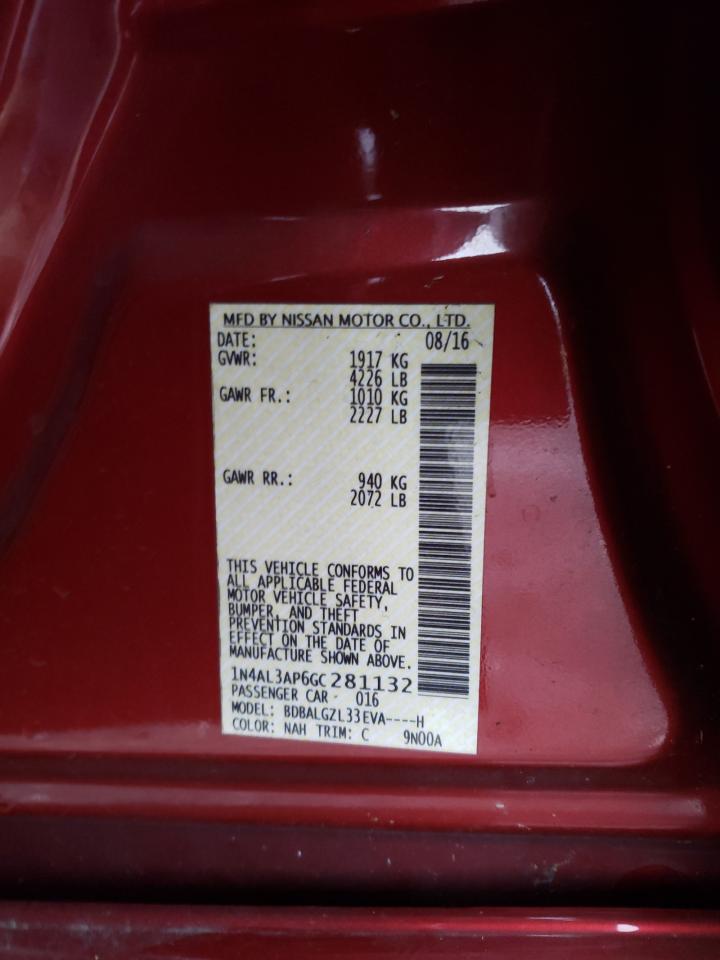 MFD BY NISSAN MOTOR CO., LTD.
DATE: 08/16
GVWR: 1917 KG
4226 LB
GAWR FR.: 1010 KG
2227 LB
GAWR RR.: 940 KG
2072 LB
THIS VEHICLE CONFORMS TO
ALL APPLICABLE FEDERAL
MOTOR VEHICLE SAFETY,
BUMPER, AND THEFT
PREVENTION STANDARDS IN
EFFECT ON THE DATE OF
MANUFACTURE SHOWN ABOVE.
1N4AL3AP6GC281132
PASSENGER CAR 016
MODEL: BDBALGZL33EVA----H
COLOR: NAH TRIM: C 9N00A